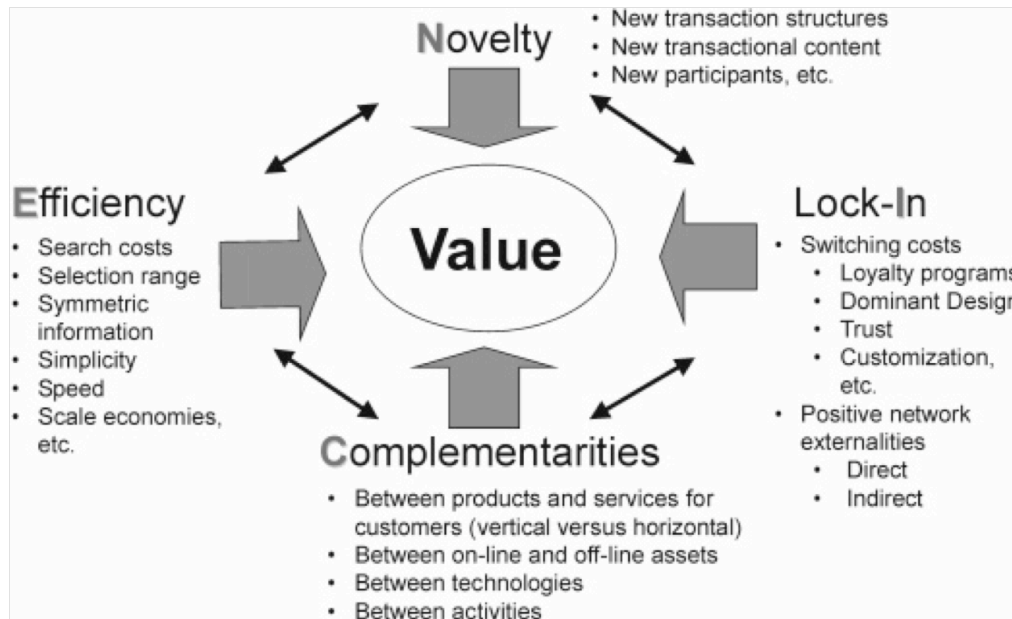 Novelty
• New transaction structures
• New transactional content
• New participants, etc.
Efficiency
• Search costs
• Selection range
• Symmetric
information
• Simplicity
• Speed
• Scale economies,
etc.
Value
Lock-In
• Switching costs
• Loyalty programs
• Dominant Design
• Trust
• Customization,
etc.
• Positive network
externalities
• Direct
• Indirect
Complementarities
• Between products and services for
customers (vertical versus horizontal)
• Between on-line and off-line assets
• Between technologies
• Between activities